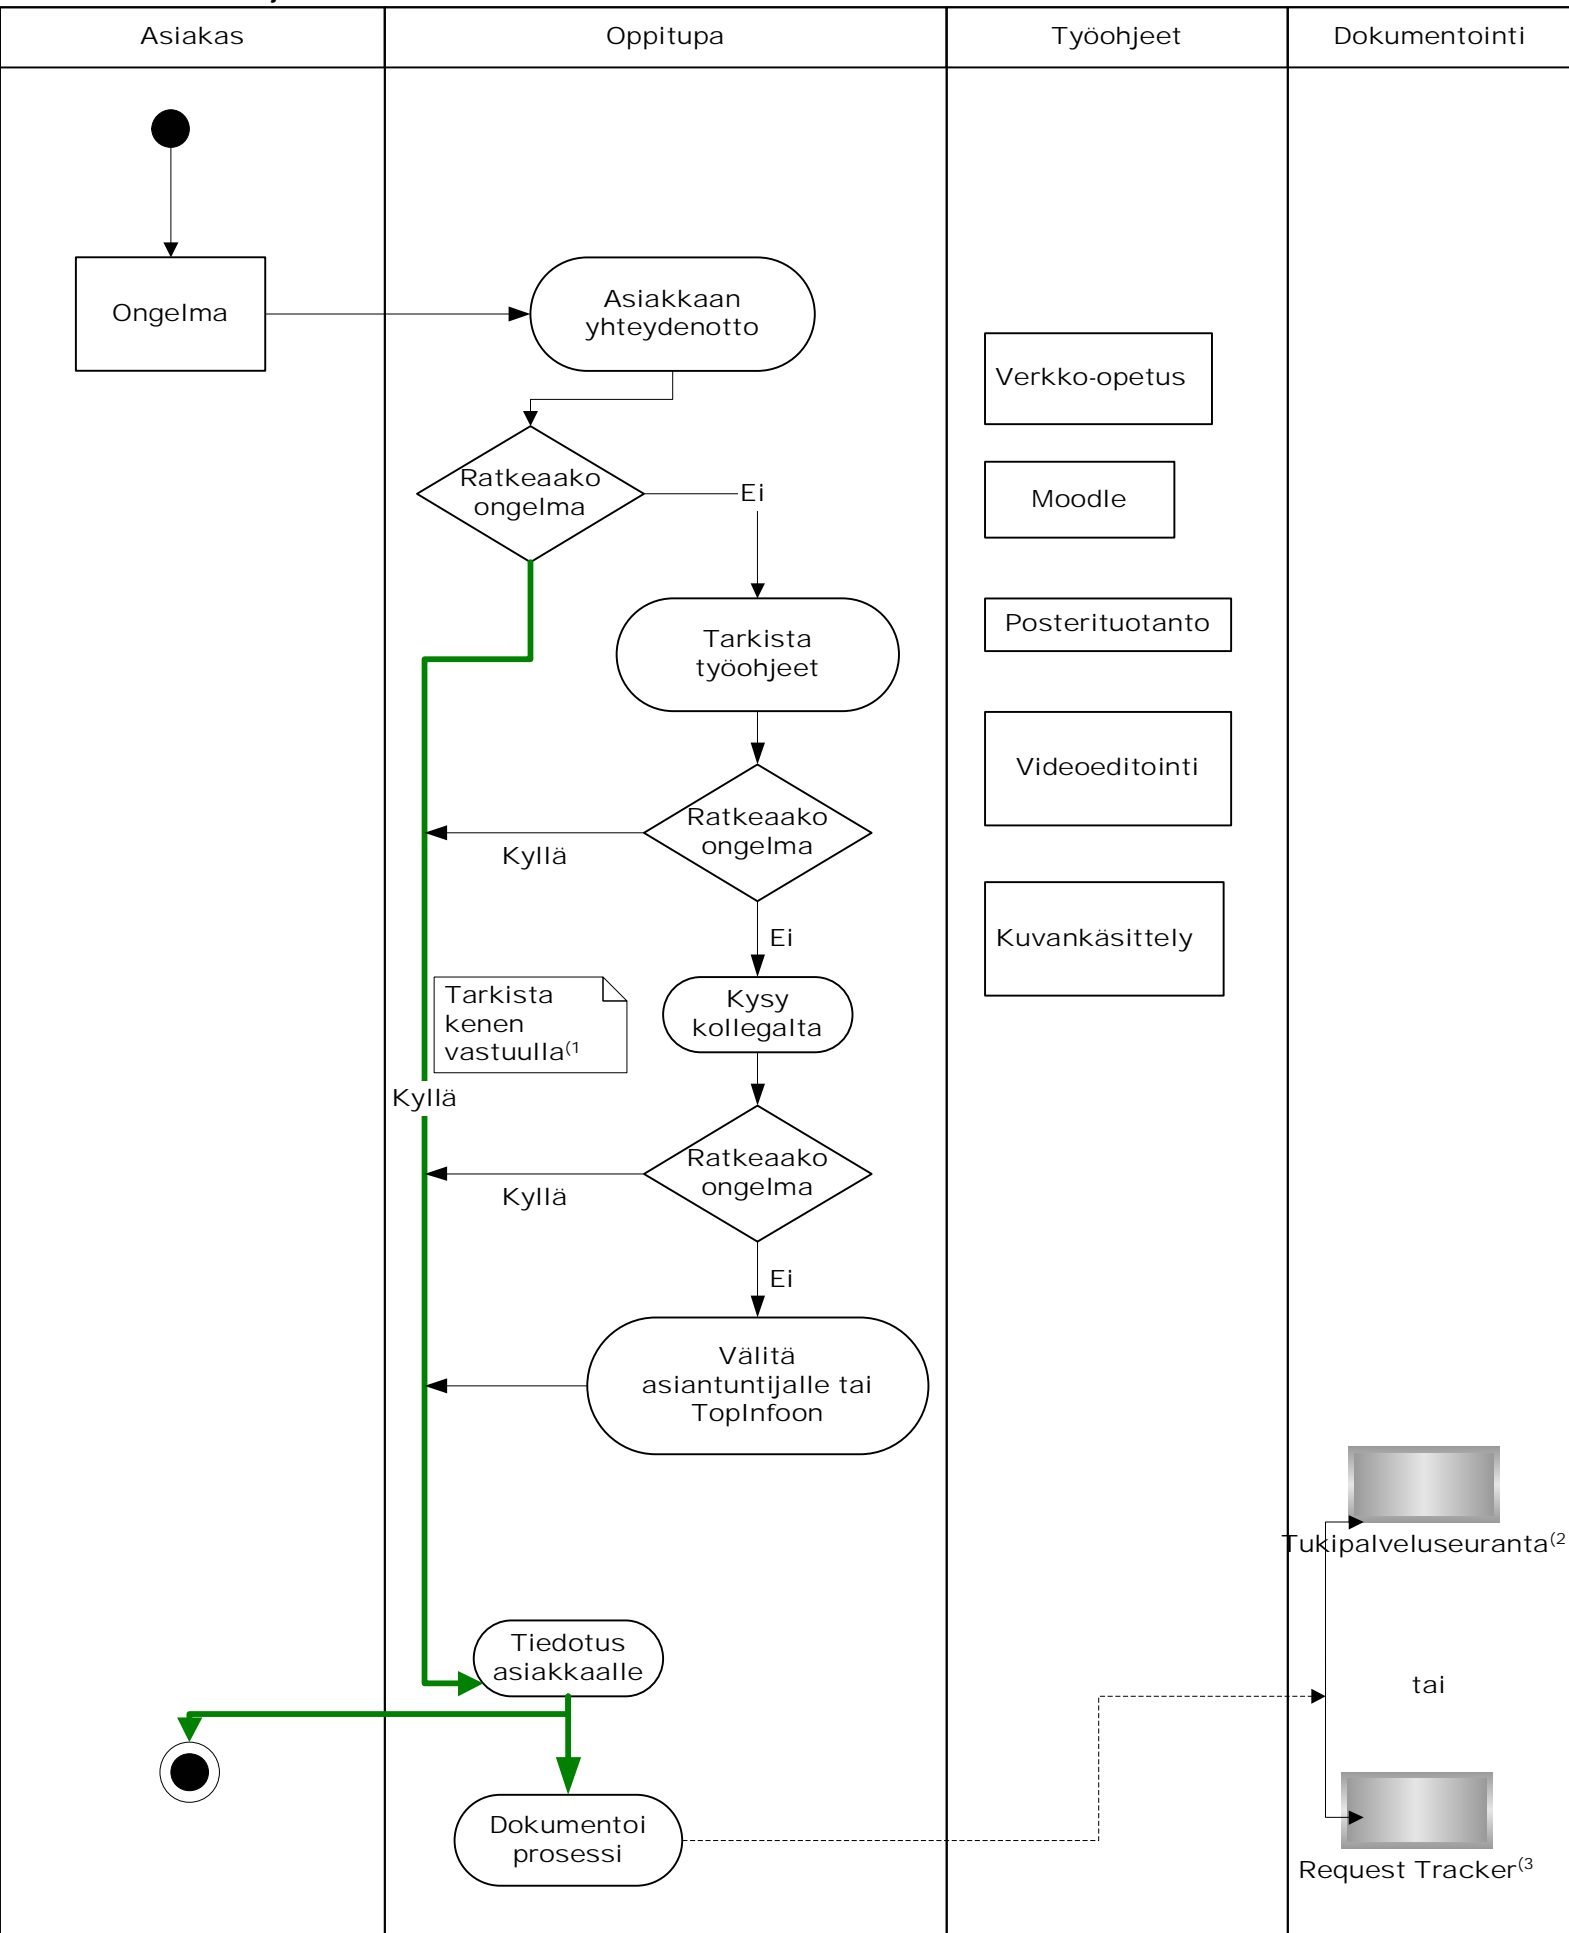 Asiakas
Oppitupa
Työohjeet
Dokumentointi
Ongelma
Asiakkaan
yhteydenotto
Verkko-opetus
Ratkeaako
ongelma
Ei
Moodle
Tarkista
työohjeet
Posterituotanto
Videoeditointi
Ratkeaako
ongelma
Kyllä
Ei
Kuvankäsittely
Tarkista
kenen
vastuulla(1
Kysy
kollegalta
Kyllä
Ratkeaako
ongelma
Kyllä
Ei
Välitä
asiantuntijalle tai
TopInfoon
Tukipalveluseuranta(2
Tiedotus
asiakkaalle
tai
Dokumentoi
prosessi
Request Tracker(3